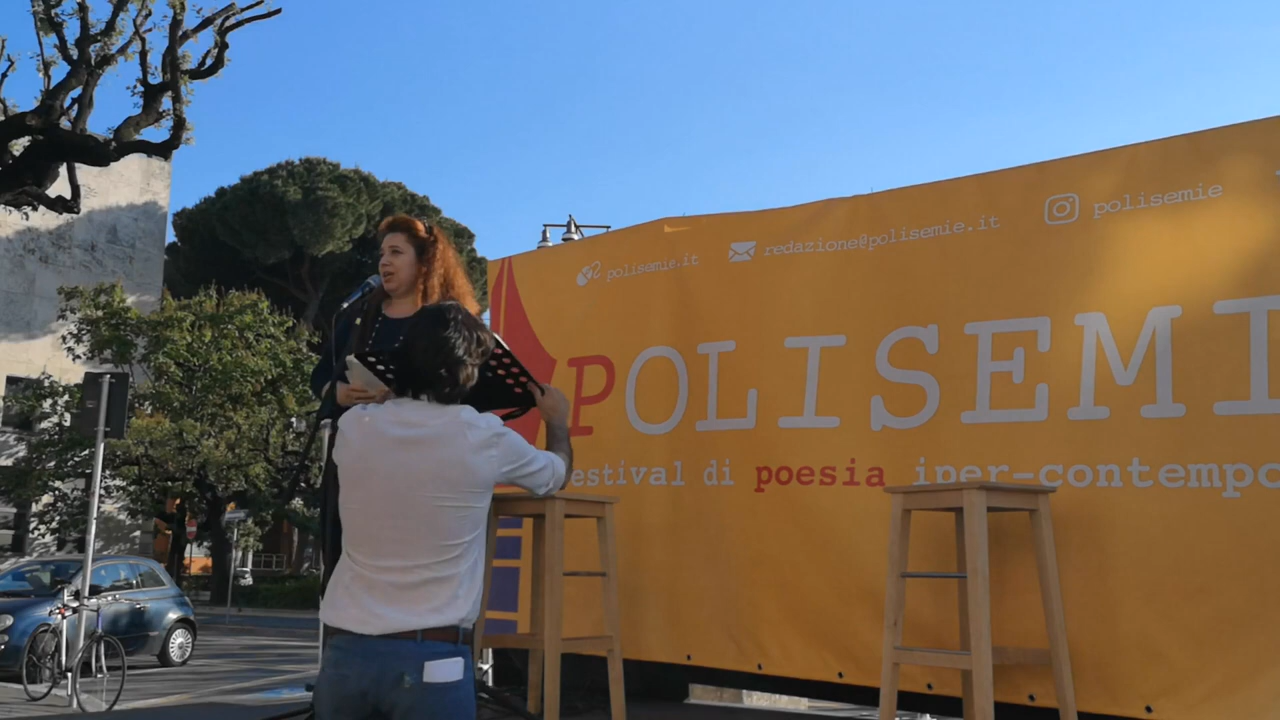 polisemie.it
redazione@polisemie.it
polisemie
POLISEMI
estival di poesia iper-contempo